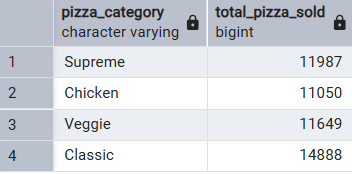 pizza_category total_pizza_sold
character varying bigint
1 Supreme 11987
2 Chicken 11050
3 Veggie 11649
4 Classic 14888